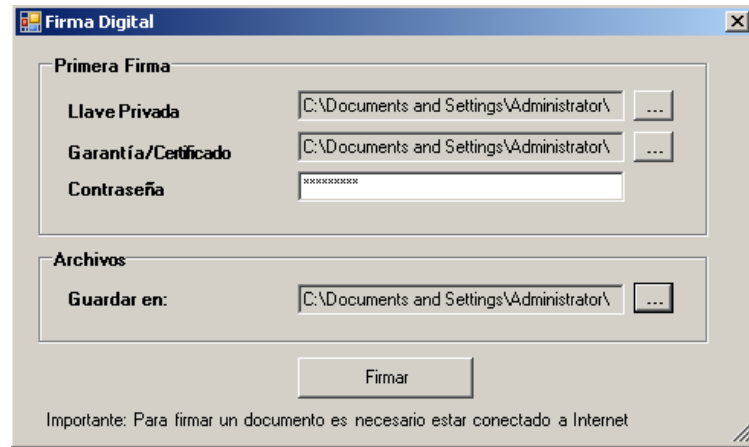 Firma Digital
Primera Firma
Llave Privada C:\Documents and Settings\Administrator\ ...
Garantía/Certificado C:\Documents and Settings\Administrator\ ...
Contraseña *********
Archivos
Guardar en: C:\Documents and Settings\Administrator\ ...
Firmar
Importante: Para firmar un documento es necesario estar conectado a Internet